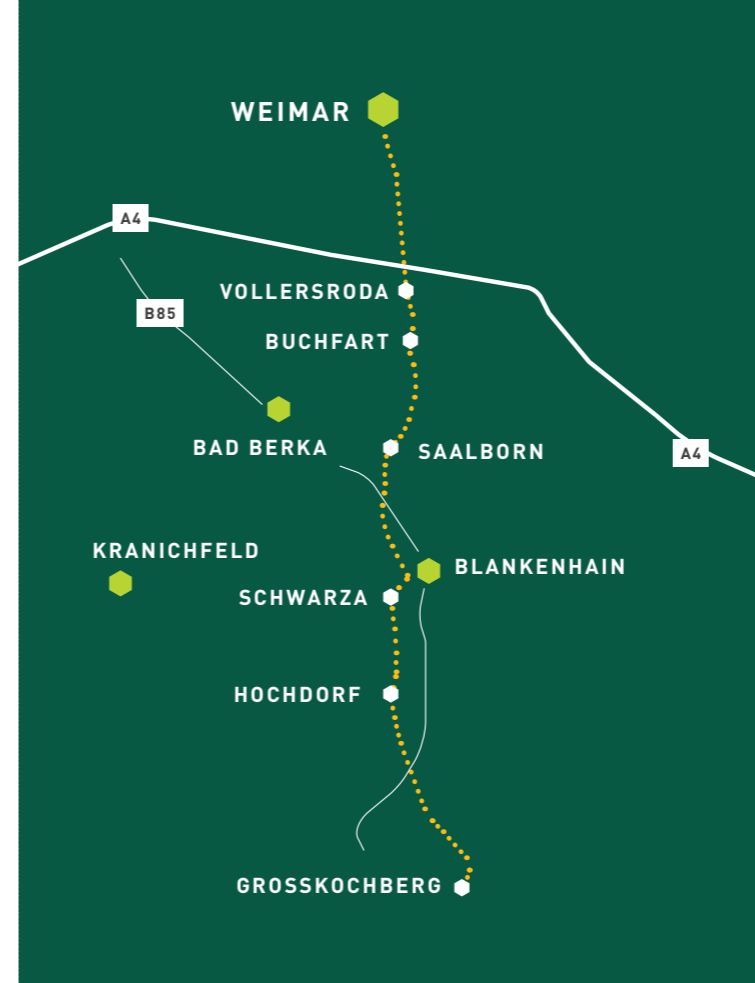 WEIMAR
A4
VOLLERSRODA
B85
BUCHFART
BAD BERKA
SAALBORN
A4
KRANICHFELD
BLANKENHAIN
SCHWARZA
HOCHDORF
GROSSKOCHBERG